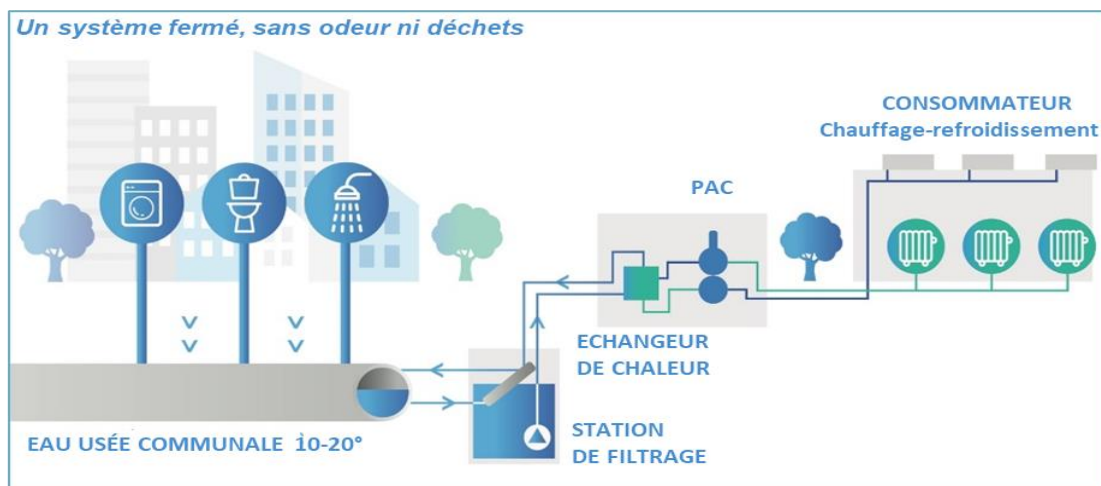 Un système fermé, sans odeur ni déchets
CONSOMMATEUR
Chauffage-refroidissement
PAC
ECHANGEUR
DE CHALEUR
EAU USÉE COMMUNALE 10-20°
STATION
DE FILTRAGE